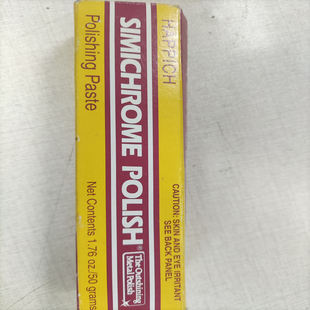 HAPPICH
SIMICHROME POLISH®
The Outshining
Metal Polish
Polishing Paste
Net Contents 1.76 oz./50 grams
CAUTION: SKIN AND EYE IRRITANT
SEE BACK PANEL